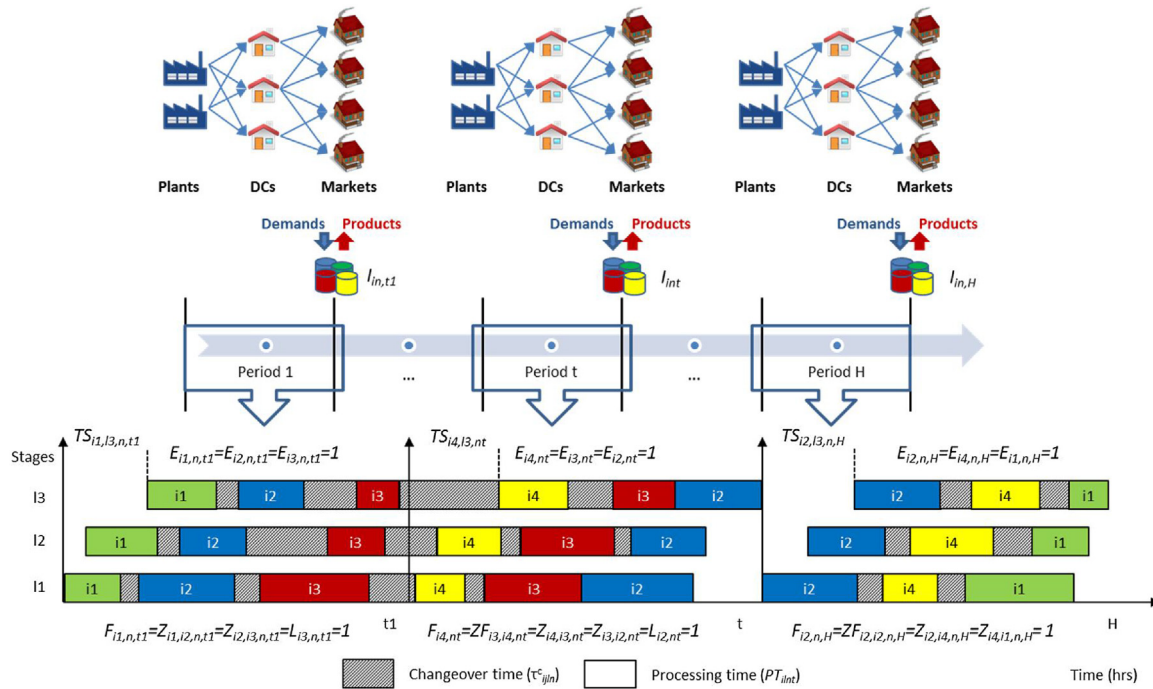 Plants DCs Markets Plants DCs Markets Plants DCs Markets
Demands Products Demands Products Demands Products
I_{in,t1} I_{int} I_{in,H}
Period 1 ... Period t ... Period H
Stages TS_{i1,l3,n,t1} E_{i1,n,t1}=E_{i2,n,t1}=E_{i3,n,t1}=1 TS_{i4,l3,nt} E_{i4,nt}=E_{i3,nt}=E_{i2,nt}=1 TS_{i2,l3,n,H} E_{i2,n,H}=E_{i4,n,H}=E_{i1,n,H}=1
l3 i1 i2 i3 i4 i3 i2 i2 i4 i1
l2 i1 i2 i3 i4 i3 i2 i2 i4 i1
l1 i1 i2 i3 i4 i3 i2 i2 i4 i1
F_{i1,n,t1}=Z_{i1,i2,n,t1}=Z_{i2,i3,n,t1}=L_{i3,n,t1}=1 t1 F_{i4,nt}=ZF_{i3,i4,nt}=Z_{i4,i3,nt}=Z_{i3,i2,nt}=L_{i2,nt}=1 t F_{i2,n,H}=ZF_{i2,i2,n,H}=Z_{i2,i4,n,H}=Z_{i4,i1,n,H}= 1 H
Changeover time (τ^c_{ijln}) Processing time (PT_{ilnt}) Time (hrs)